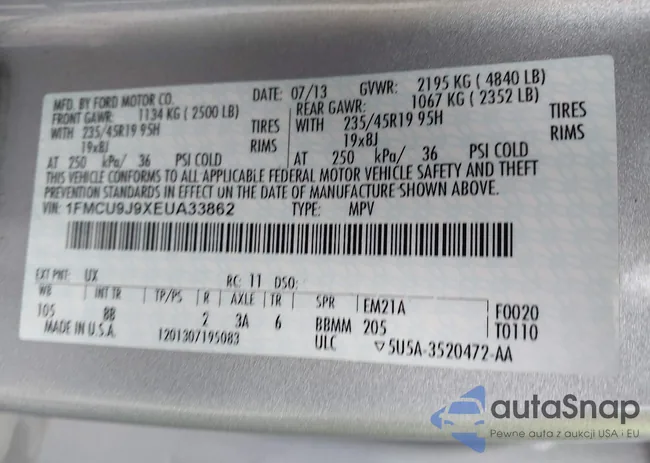 MFD. BY FORD MOTOR CO. DATE: 07/13 GVWR: 2195 KG ( 4840 LB)
FRONT GAWR: 1134 KG ( 2500 LB) REAR GAWR: 1067 KG ( 2352 LB)
WITH 235/45R19 95H TIRES WITH 235/45R19 95H TIRES
19x8J RIMS 19x8J RIMS
AT 250 kPa/ 36 PSI COLD AT 250 kPa/ 36 PSI COLD
THIS VEHICLE CONFORMS TO ALL APPLICABLE FEDERAL MOTOR VEHICLE SAFETY AND THEFT
PREVENTION STANDARDS IN EFFECT ON THE DATE OF MANUFACTURE SHOWN ABOVE.
VIN: 1FMCU9J9XEUA33862 TYPE: MPV
EXT PNT: UX RC: 11 DSO:
WB INT TR TP/PS R AXLE TR SPR EM21A F0020
105 BB 2 3A 6 BBMM 205 T0110
MADE IN U.S.A. 1201307195083 ULC ▽5U5A-3520472-AA
autaSnap
Pewne auta z aukcji USA i EU